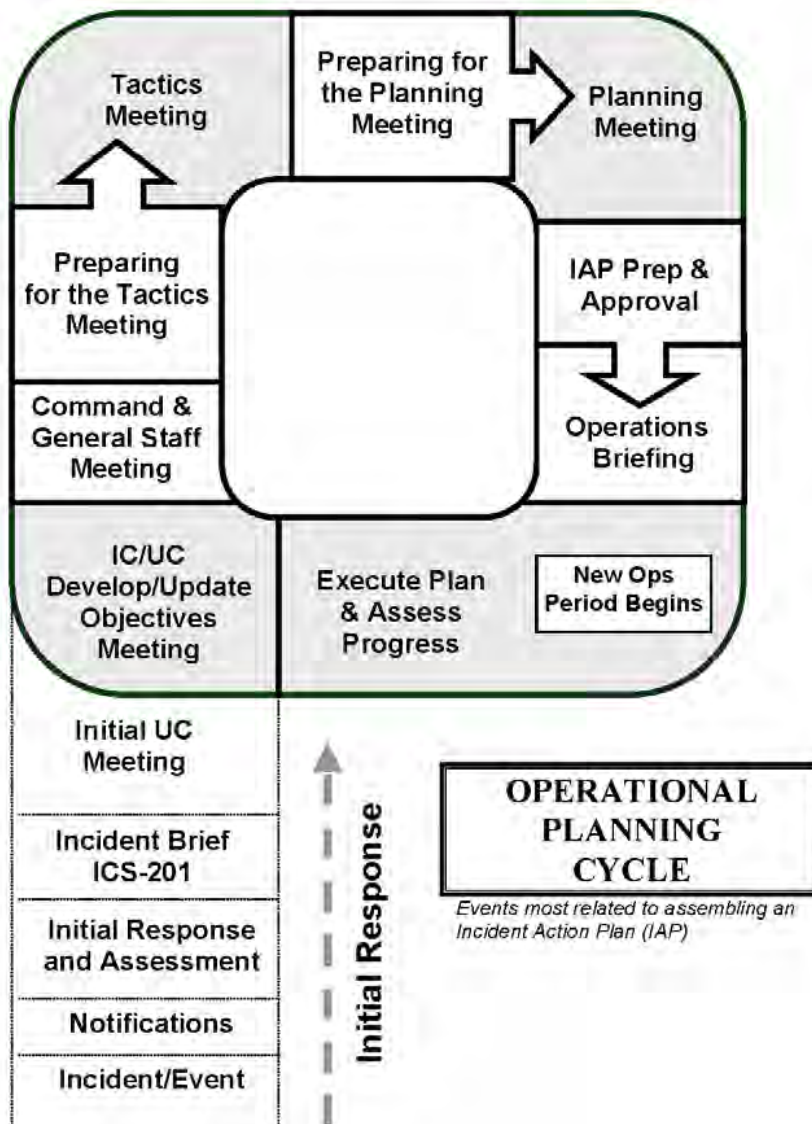 Tactics
Meeting
Preparing for
the Planning
Meeting
Planning
Meeting
Preparing
for the Tactics
Meeting
IAP Prep &
Approval
Command &
General Staff
Meeting
Operations
Briefing
IC/UC
Develop/Update
Objectives
Meeting
Execute Plan
& Assess
Progress
New Ops
Period Begins
Initial UC
Meeting
Incident Brief
ICS-201
Initial Response
and Assessment
Notifications
Incident/Event
Initial Response
OPERATIONAL
PLANNING
CYCLE
Events most related to assembling an
Incident Action Plan (IAP)